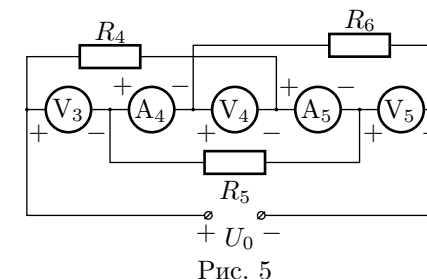 R₄
R₆
+ − + −
V₃ A₄ V₄ A₅ V₅
+ − + − + −
R₅
+ U₀ −
Рис. 5